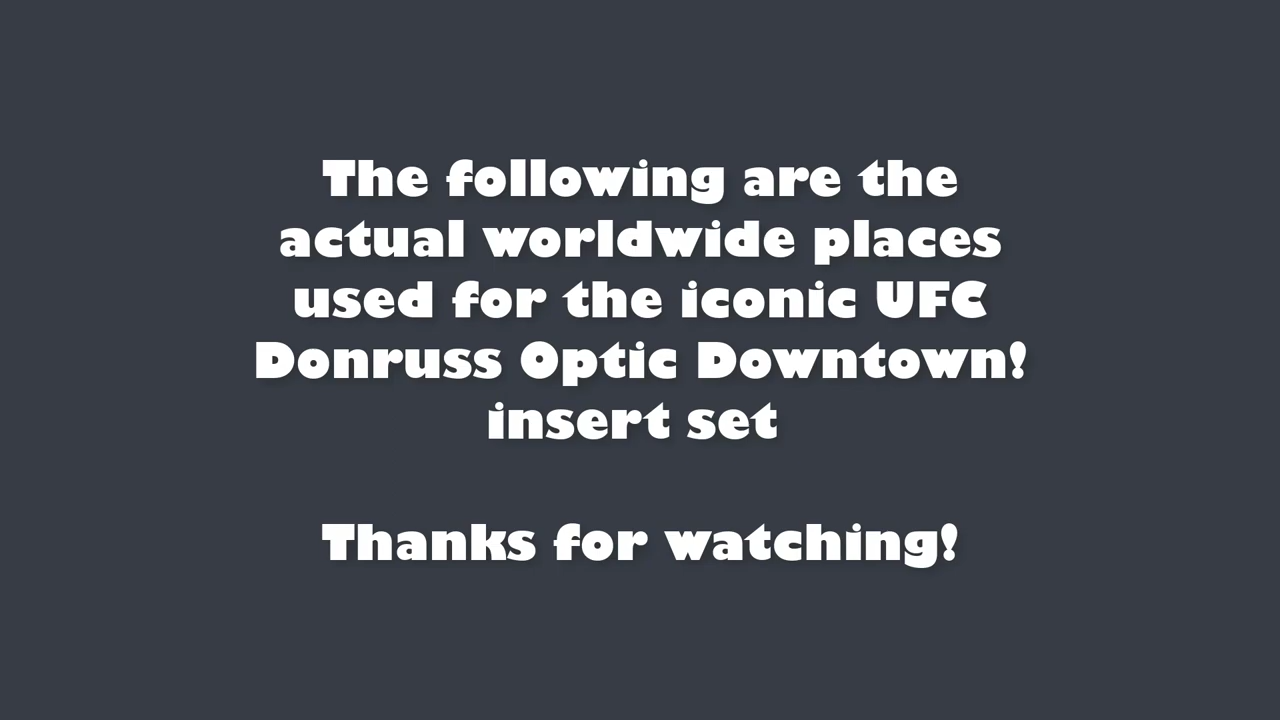 The following are the
actual worldwide places
used for the iconic UFC
Donruss Optic Downtown!
insert set
Thanks for watching!